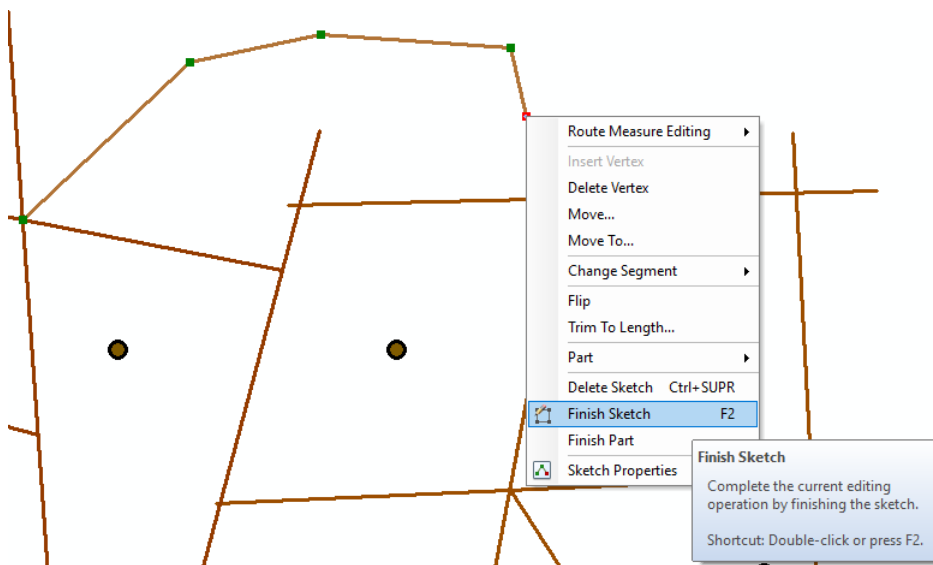 Route Measure Editing
Insert Vertex
Delete Vertex
Move...
Move To...
Change Segment
Flip
Trim To Length...
Part
Delete Sketch Ctrl+SUPR
Finish Sketch F2
Finish Part
Sketch Properties
Finish Sketch
Complete the current editing
operation by finishing the sketch.
Shortcut: Double-click or press F2.